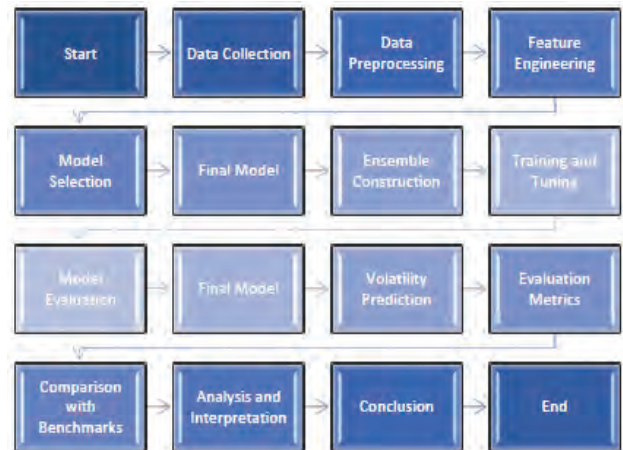 Start
Data Collection
Data
Preprocessing
Feature
Engineering
Model
Selection
Final Model
Ensemble
Construction
Training and
Tuning
Model
Evaluation
Final Model
Volatility
Prediction
Evaluation
Metrics
Comparison
with
Benchmarks
Analysis and
Interpretation
Conclusion
End